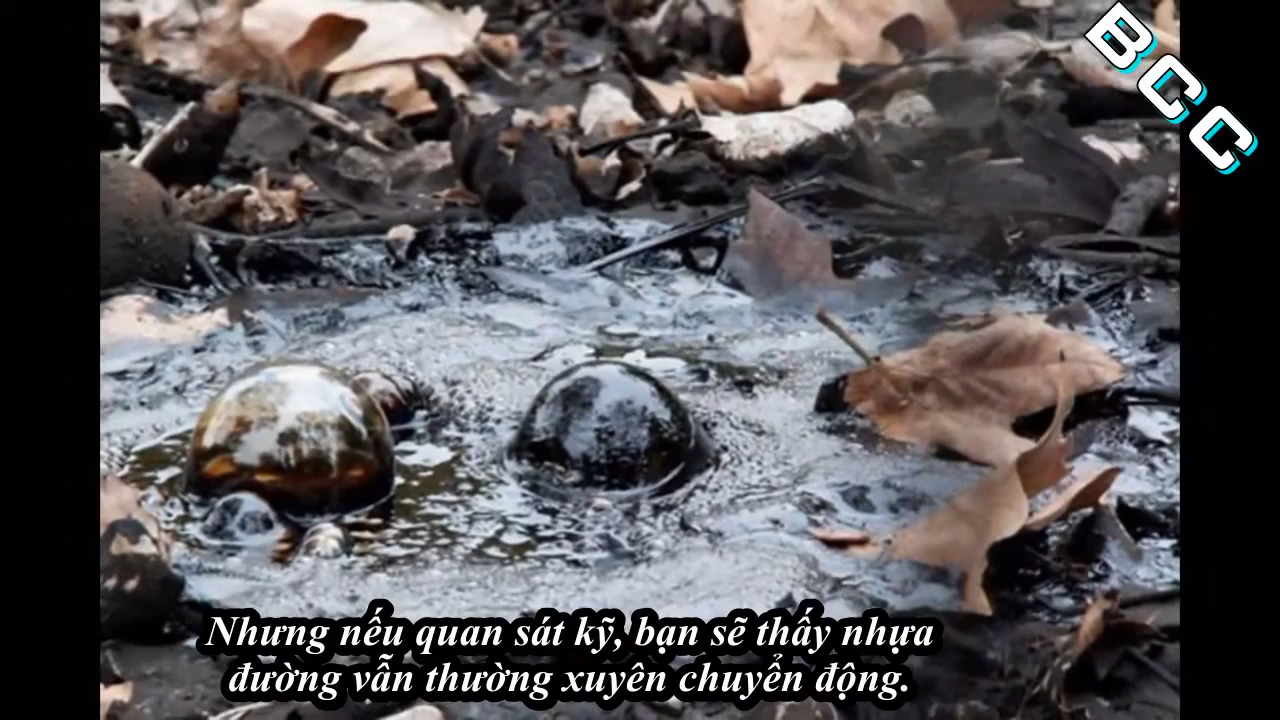 BCC
Nhưng nếu quan sát kỹ, bạn sẽ thấy nhựa
đường vẫn thường xuyên chuyển động.